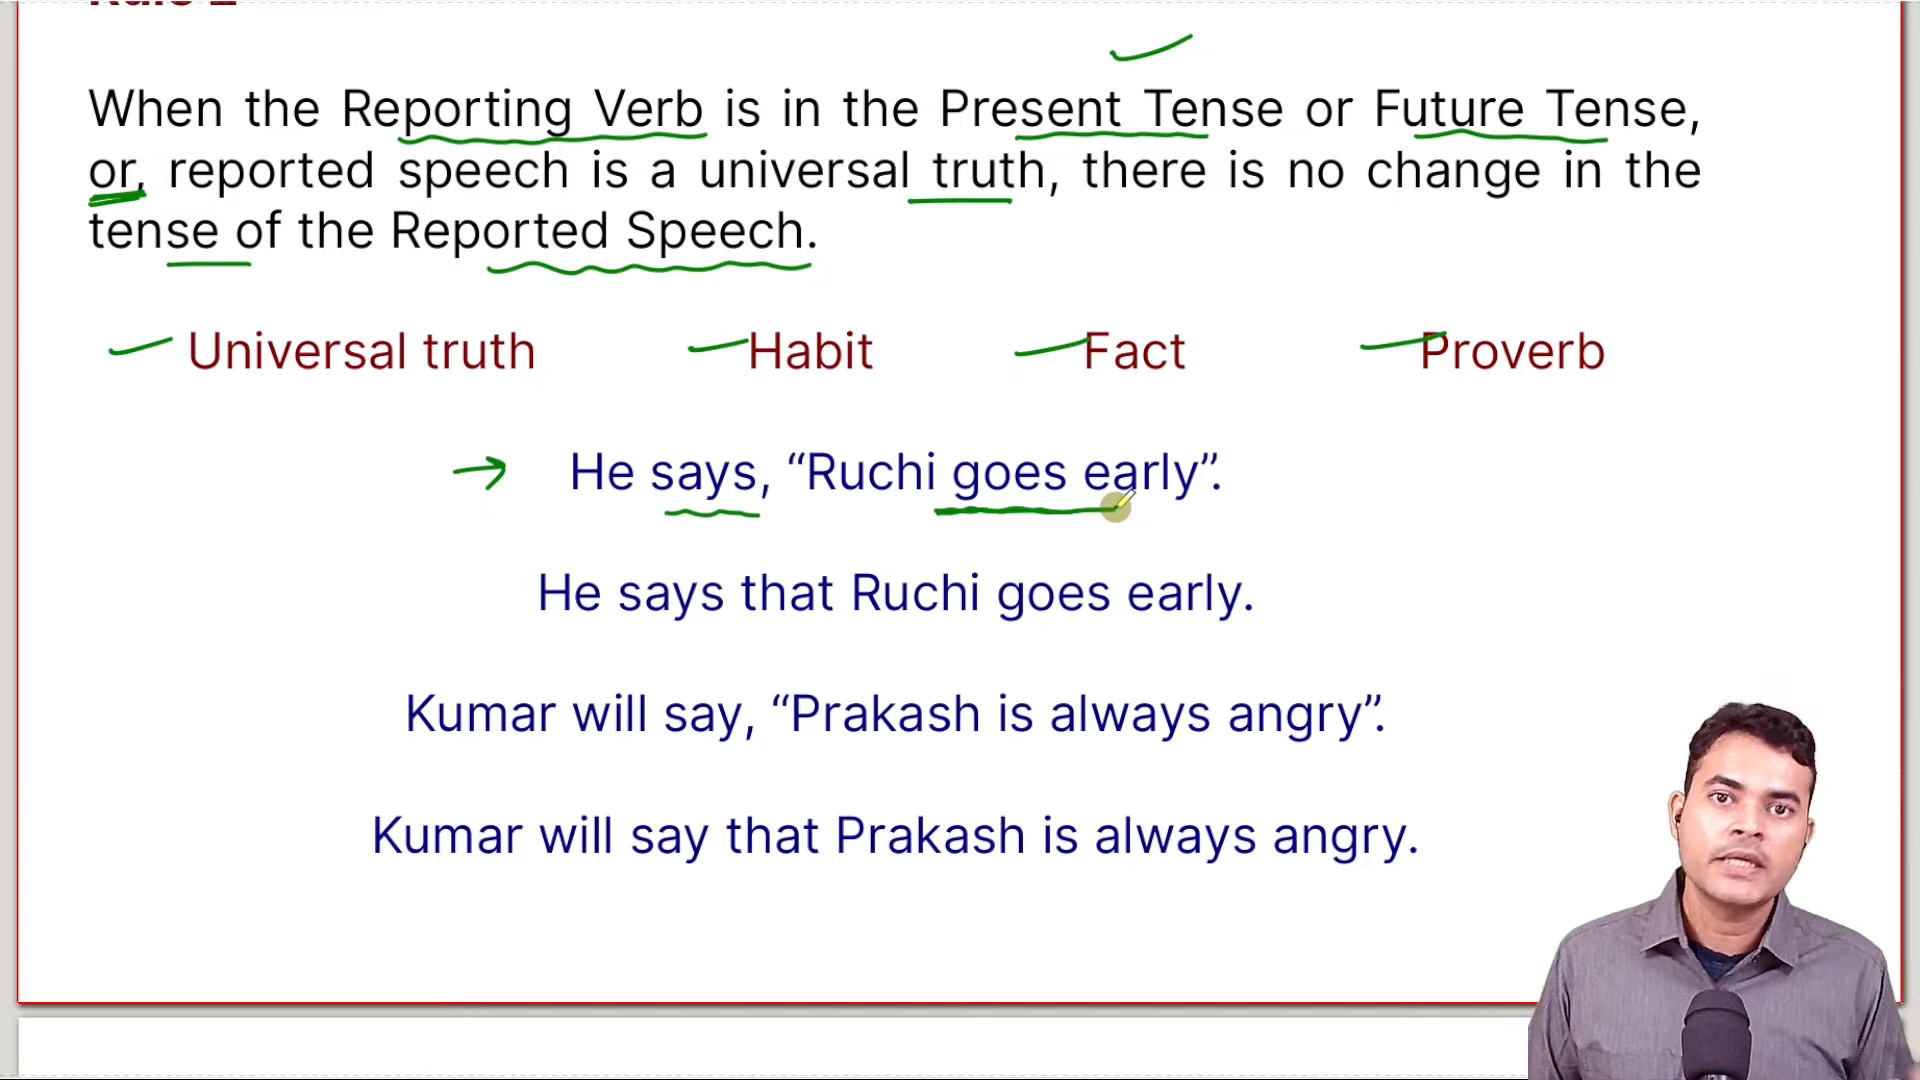 When the Reporting Verb is in the Present Tense or Future Tense,
or, reported speech is a universal truth, there is no change in the
tense of the Reported Speech.
Universal truth Habit Fact Proverb
He says, “Ruchi goes early”.
He says that Ruchi goes early.
Kumar will say, “Prakash is always angry”.
Kumar will say that Prakash is always angry.